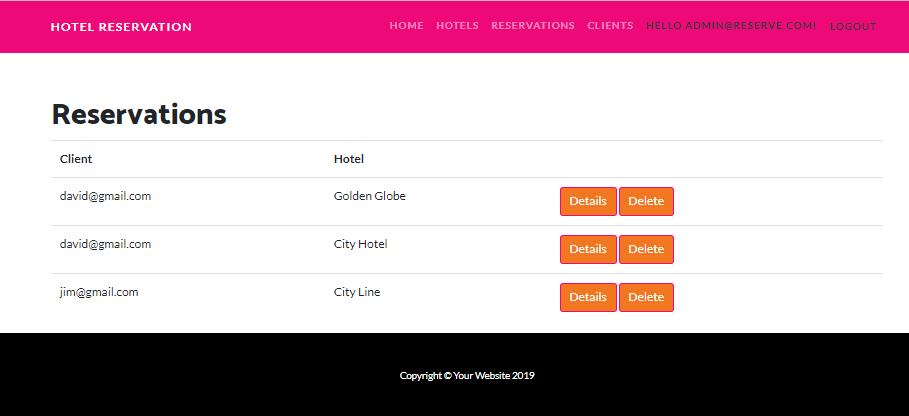 HOTEL RESERVATION HOME HOTELS RESERVATIONS CLIENTS HELLO ADMIN@RESERVE.COM! LOGOUT
Reservations
Client Hotel
david@gmail.com Golden Globe Details Delete
david@gmail.com City Hotel Details Delete
jim@gmail.com City Line Details Delete
Copyright © Your Website 2019